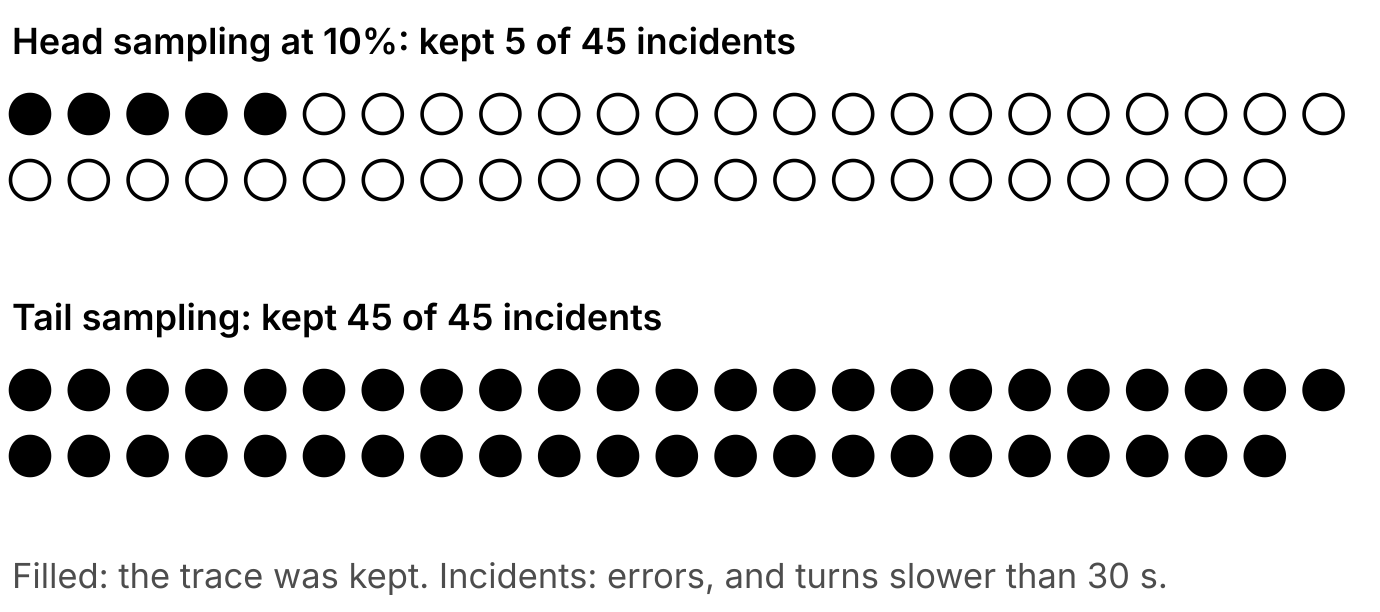 Head sampling at 10%: kept 5 of 45 incidents
Tail sampling: kept 45 of 45 incidents
Filled: the trace was kept. Incidents: errors, and turns slower than 30 s.